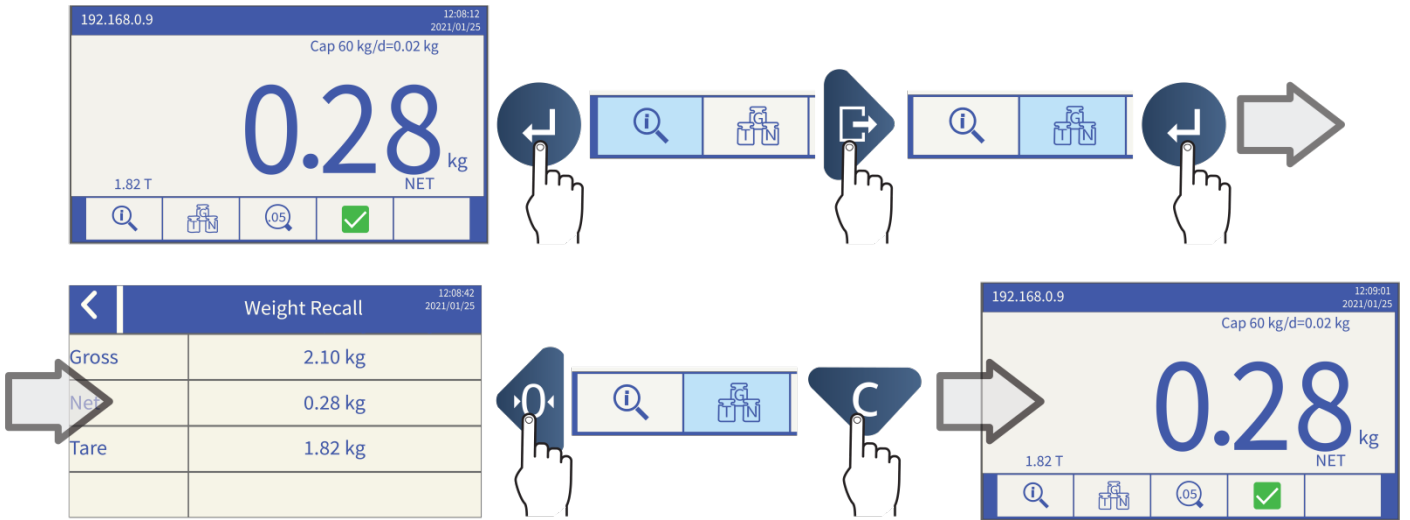 192.168.0.9
12:08:12
2021/01/25
Cap 60 kg/d=0.02 kg
0.28 kg
1.82 T
NET
i
T G N
.05
i
T G N
i
T G N
Weight Recall
12:08:42
2021/01/25
Gross 2.10 kg
Net 0.28 kg
Tare 1.82 kg
0
i
T G N
C
192.168.0.9
12:09:01
2021/01/25
Cap 60 kg/d=0.02 kg
0.28 kg
1.82 T
NET
i
T G N
.05